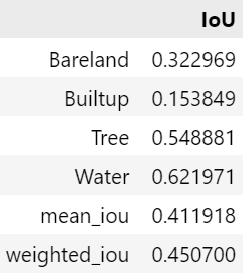 IoU
Bareland 0.322969
Builtup 0.153849
Tree 0.548881
Water 0.621971
mean_iou 0.411918
weighted_iou 0.450700